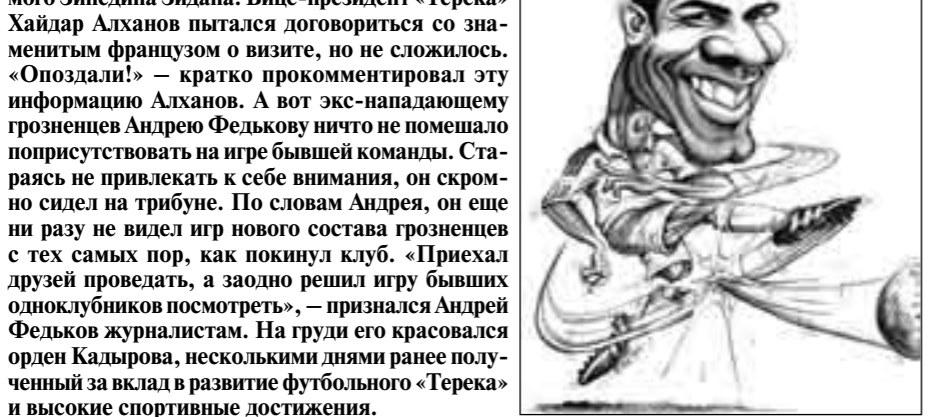 мого Зинедина Зидана. Вице-президент «Терека»
Хайдар Алханов пытался договориться со зна-
менитым французом о визите, но не сложилось.
«Опоздали!» — кратко прокомментировал эту
информацию Алханов. А вот экс-нападающему
грозненцев Андрею Федькову ничто не помешало
поприсутствовать на игре бывшей команды. Ста-
раясь не привлекать к себе внимания, он скром-
но сидел на трибуне. По словам Андрея, он еще
ни разу не видел игр нового состава грозненцев
с тех самых пор, как покинул клуб. «Приехал
друзей проведать, а заодно решил игру бывших
одноклубников посмотреть», — признался Андрей
Федьков журналистам. На груди его красовался
орден Кадырова, несколькими днями ранее полу-
ченный за вклад в развитие футбольного «Терека»
и высокие спортивные достижения.